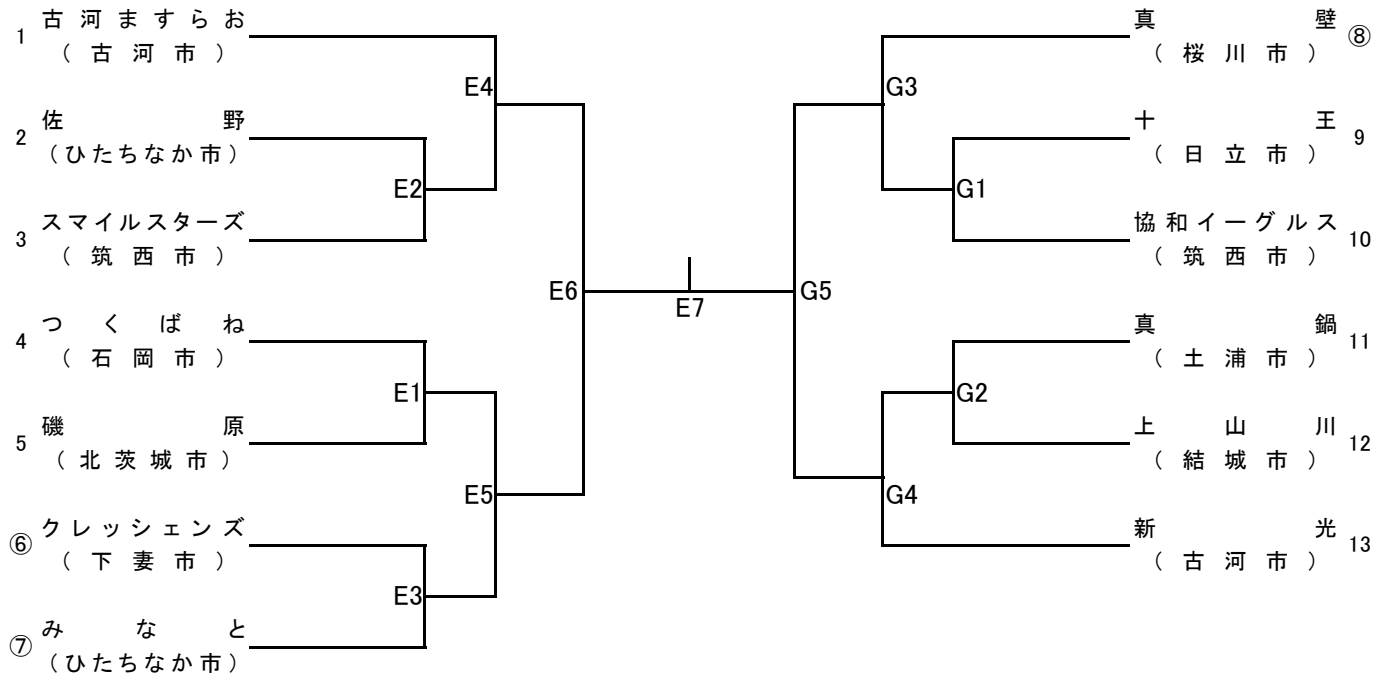 1 古河ますらお
(古河市)
2 佐野
(ひたちなか市)
3 スマイルスターズ
(筑西市)
4 つくばね
(石岡市)
5 磯原
(北茨城市)
⑥ クレッシェンズ
(下妻市)
⑦ みなと
(ひたちなか市)
E4
E2
E1
E5
E3
E6
E7
G5
G3
G1
G2
G4
真壁 ⑧
(桜川市)
十王 9
(日立市)
協和イーグルス 10
(筑西市)
真鍋 11
(土浦市)
上山川 12
(結城市)
新光 13
(古河市)